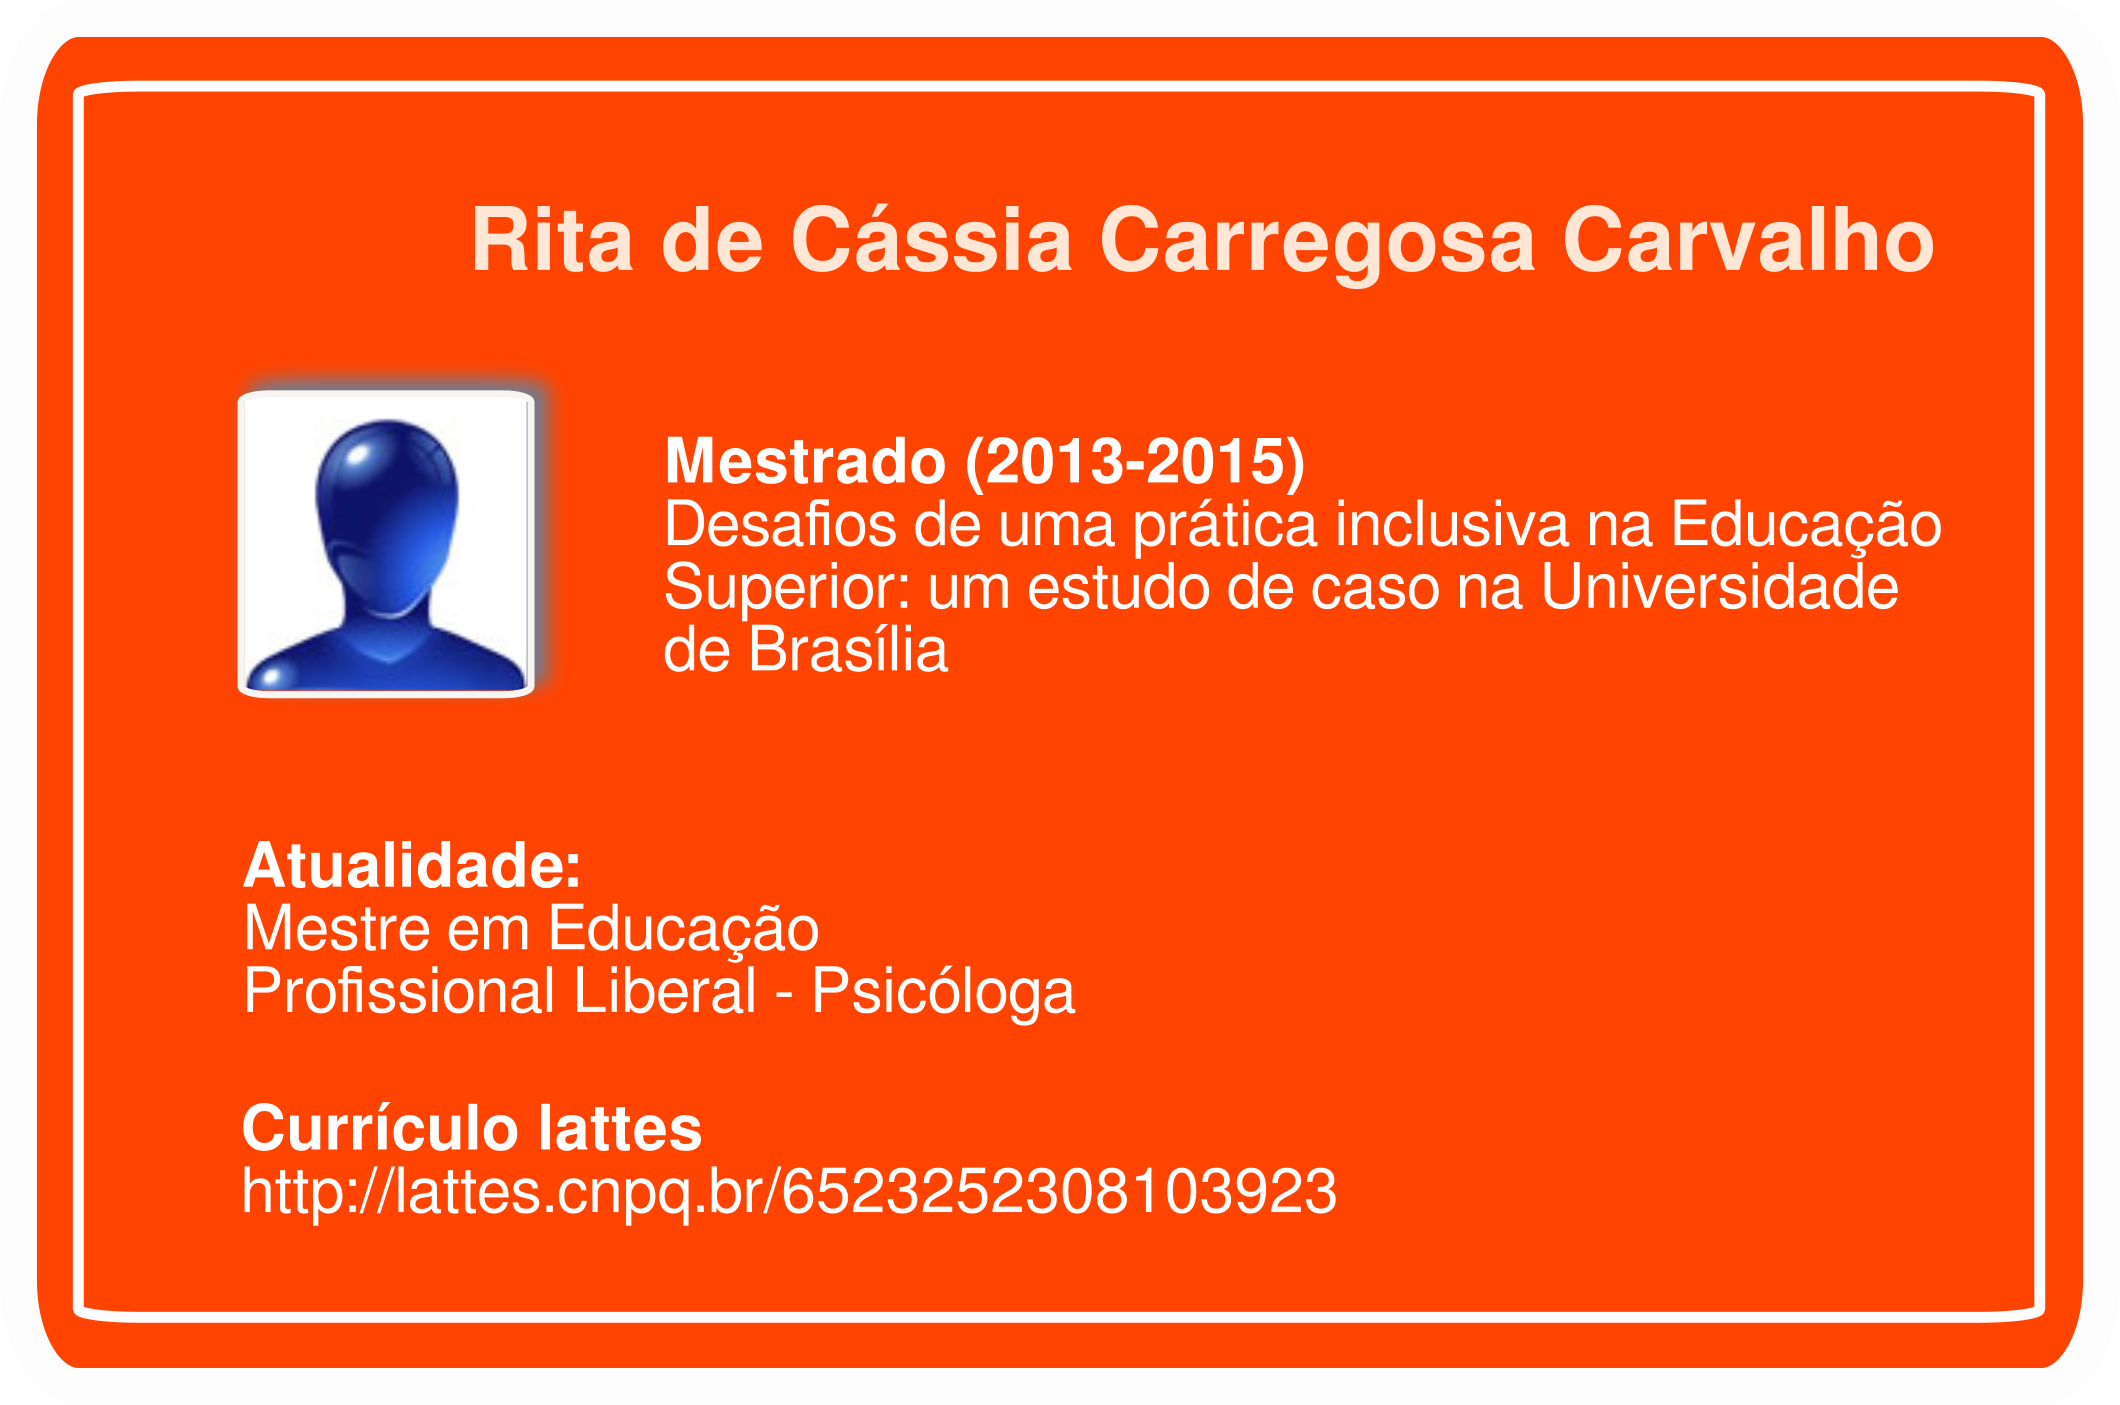 Rita de Cássia Carregosa Carvalho
Mestrado (2013-2015)
Desafios de uma prática inclusiva na Educação
Superior: um estudo de caso na Universidade
de Brasília
Atualidade:
Mestre em Educação
Profissional Liberal - Psicóloga
Currículo lattes
http://lattes.cnpq.br/6523252308103923